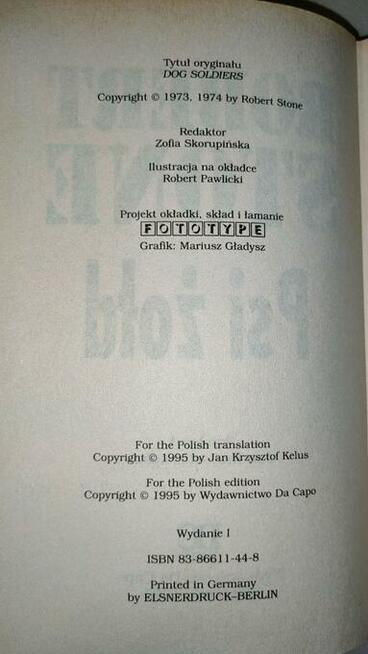 Tytuł oryginału
DOG SOLDIERS
Copyright © 1973, 1974 by Robert Stone
Redaktor
Zofia Skorupińska
Ilustracja na okładce
Robert Pawlicki
Projekt okładki, skład i łamanie
FOTOTYPE
Grafik: Mariusz Gładysz
For the Polish translation
Copyright © 1995 by Jan Krzysztof Kelus
For the Polish edition
Copyright © 1995 by Wydawnictwo Da Capo
Wydanie I
ISBN 83-86611-44-8
Printed in Germany
by ELSNERDRUCK–BERLIN